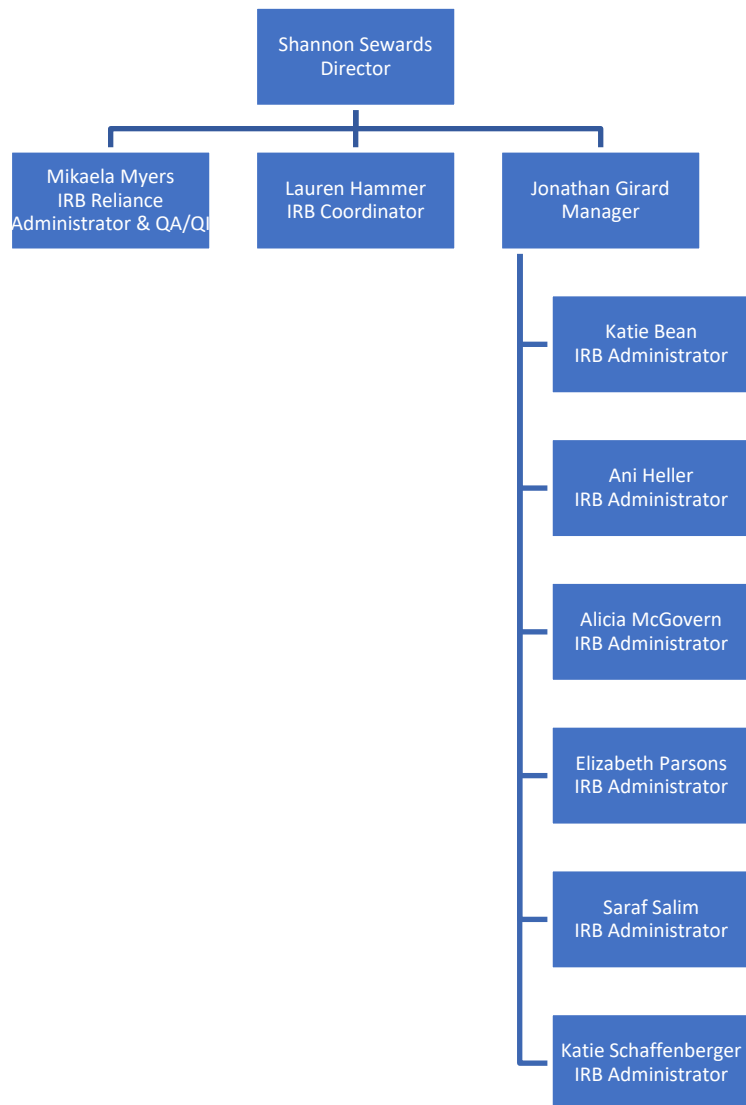 Shannon Sewards
Director
Mikaela Myers
IRB Reliance
Administrator & QA/QI
Lauren Hammer
IRB Coordinator
Jonathan Girard
Manager
Katie Bean
IRB Administrator
Ani Heller
IRB Administrator
Alicia McGovern
IRB Administrator
Elizabeth Parsons
IRB Administrator
Saraf Salim
IRB Administrator
Katie Schaffenberger
IRB Administrator